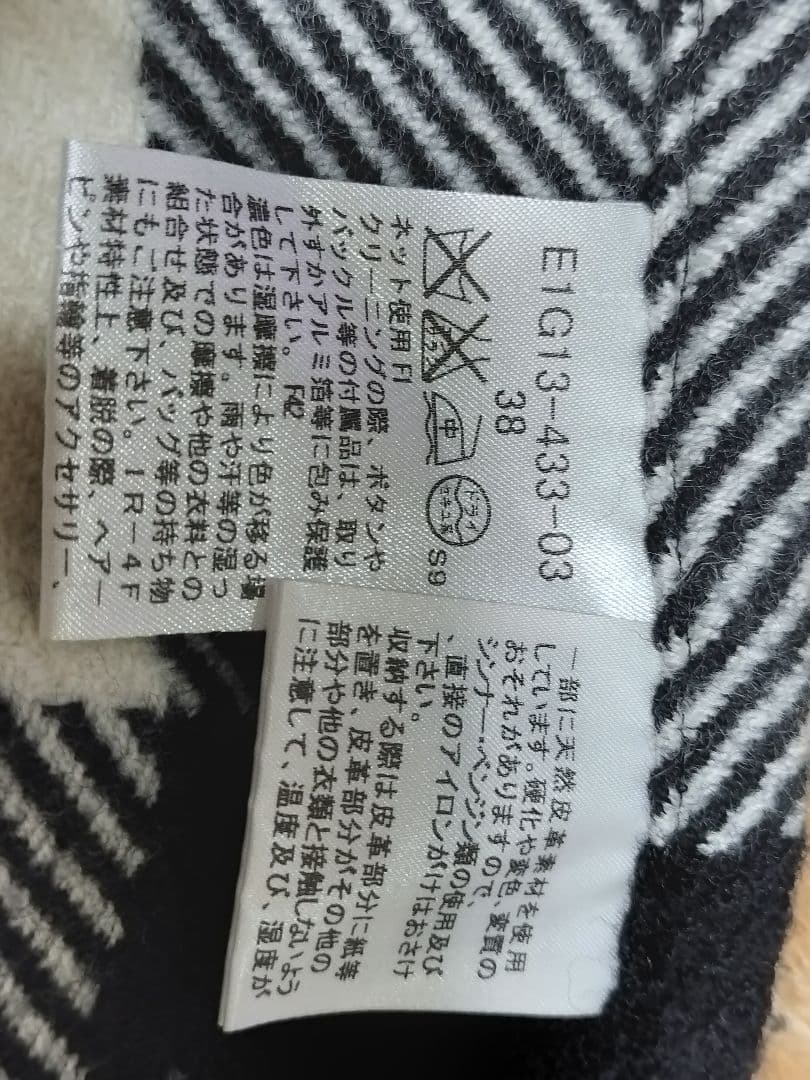 E1G13-433-03
38
中
ドライ
セキユ系
S9
ネット使用 F1
クリーニングの際、ボタンや
バックル等の付属品は、取り
外すかアルミ箔等に包み保護
して下さい。 F42
濃色は湿摩擦により色が移る場
合があります。雨や汗等の湿っ
た状態での摩擦や他の衣料との
組合せ及び、バッグ等の持ち物
にもご注意下さい。IR-4F
素材特性上、着脱の際、ヘアー
ピンや指輪等のアクセサリー、
一部に天然皮革素材を使用
しています。硬化や変色、変質の
おそれがありますので、
シンナー・ベンジン類の使用及び
、直接のアイロンがけはおさけ
下さい。
収納する際は皮革部分に紙等
を置き、皮革部分がその他の
部分や他の衣類と接触しないよう
に注意して、温度及び、湿度が